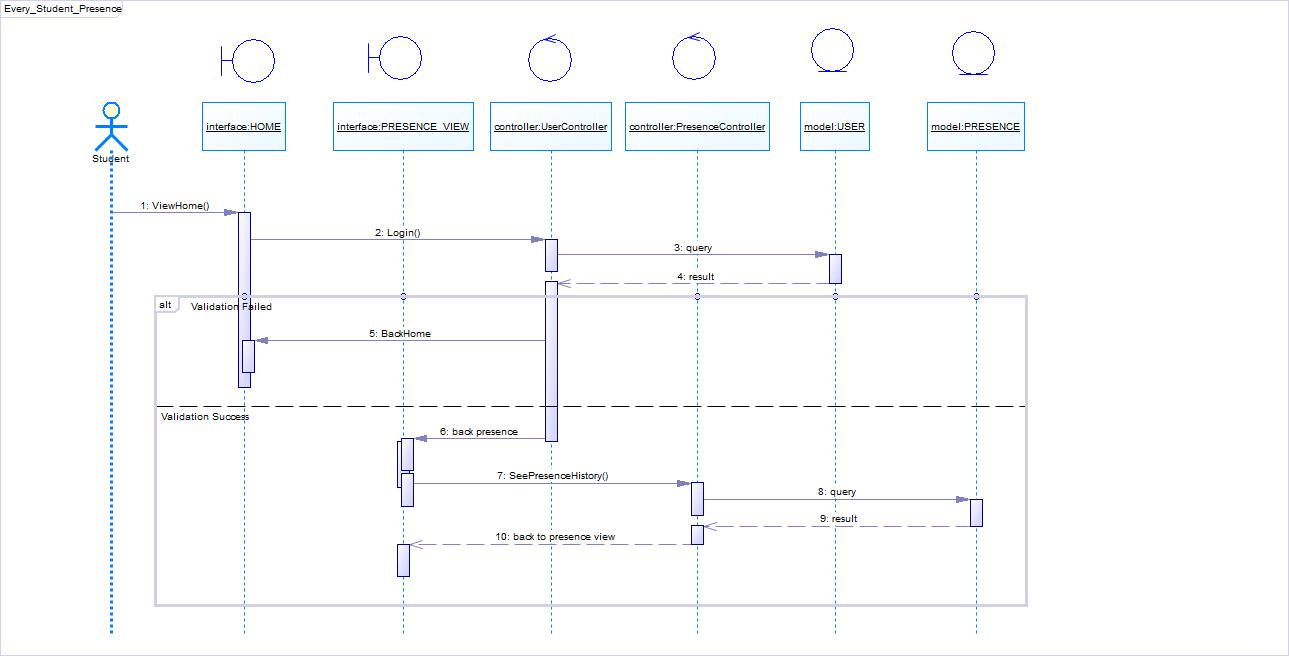 Every_Student_Presence
Student
interface:HOME
interface:PRESENCE_VIEW
controller:UserController
controller:PresenceController
model:USER
model:PRESENCE
1: ViewHome()
2: Login()
3: query
4: result
alt
Validation Failed
5: BackHome
Validation Success
6: back presence
7: SeePresenceHistory()
8: query
9: result
10: back to presence view